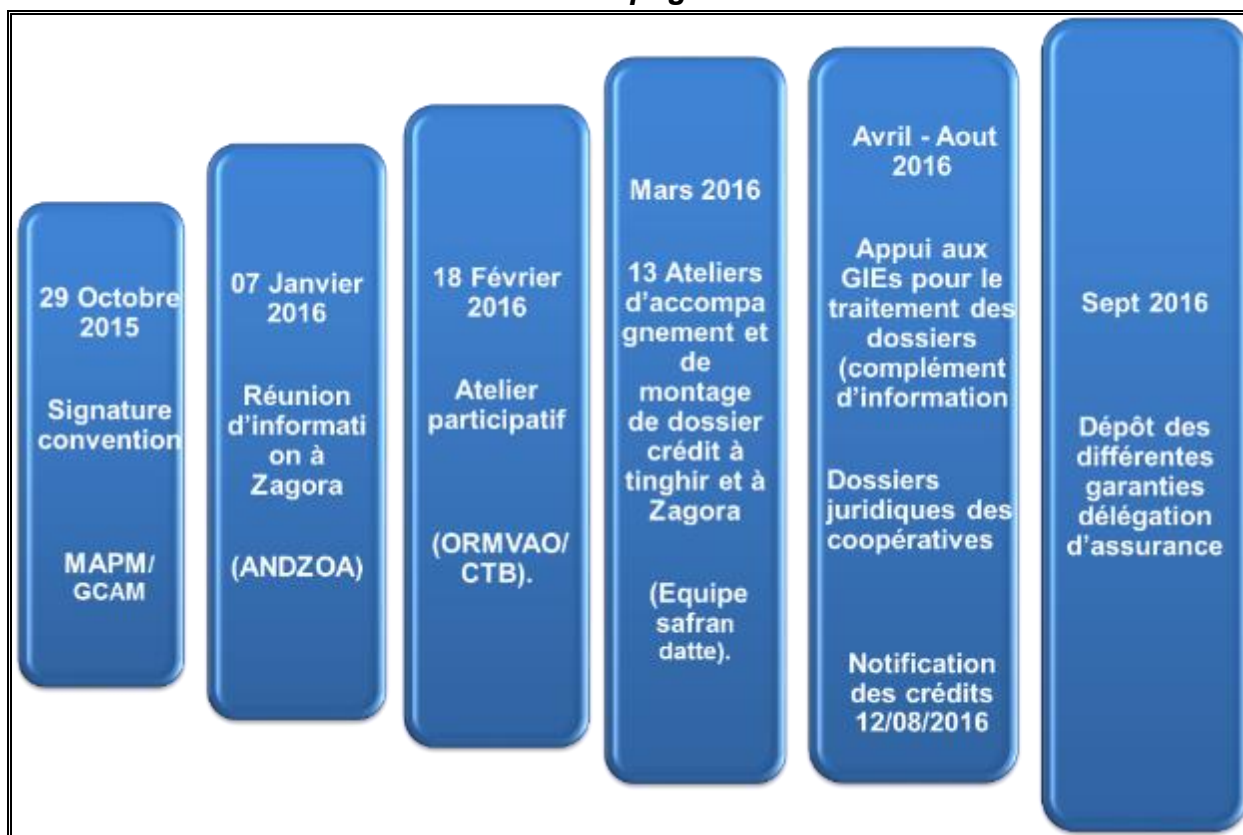 29 Octobre
2015
Signature
convention
MAPM/
GCAM
07 Janvier
2016
Réunion
d'informati
on à
Zagora
(ANDZOA)
18 Février
2016
Atelier
participatif
(ORMVAO/
CTB).
Mars 2016
13 Ateliers
d'accompa
gnement et
de
montage
de dossier
crédit à
tinghir et à
Zagora
(Equipe
safran
datte).
Avril - Aout
2016
Appui aux
GIEs pour le
traitement des
dossiers
(complément
d'information
Dossiers
juridiques des
coopératives
Notification
des crédits
12/08/2016
Sept 2016
Dépôt des
différentes
garanties
délégation
d'assurance